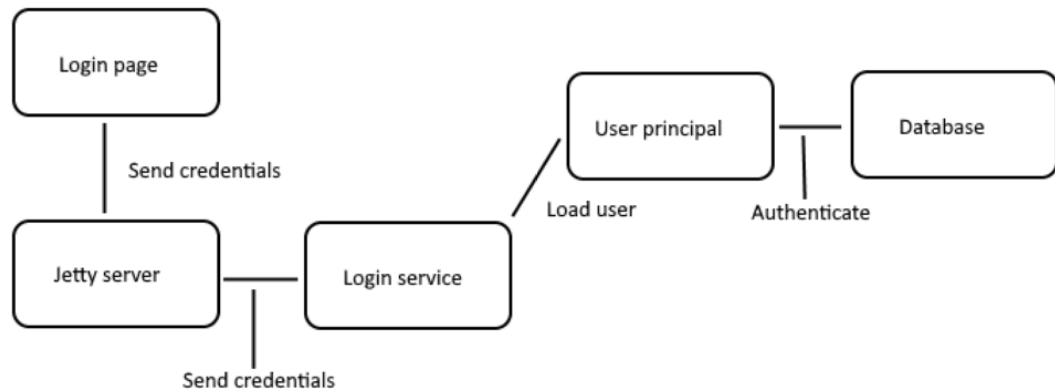 Login page
Send credentials
Jetty server
Send credentials
Login service
Load user
User principal
Authenticate
Database